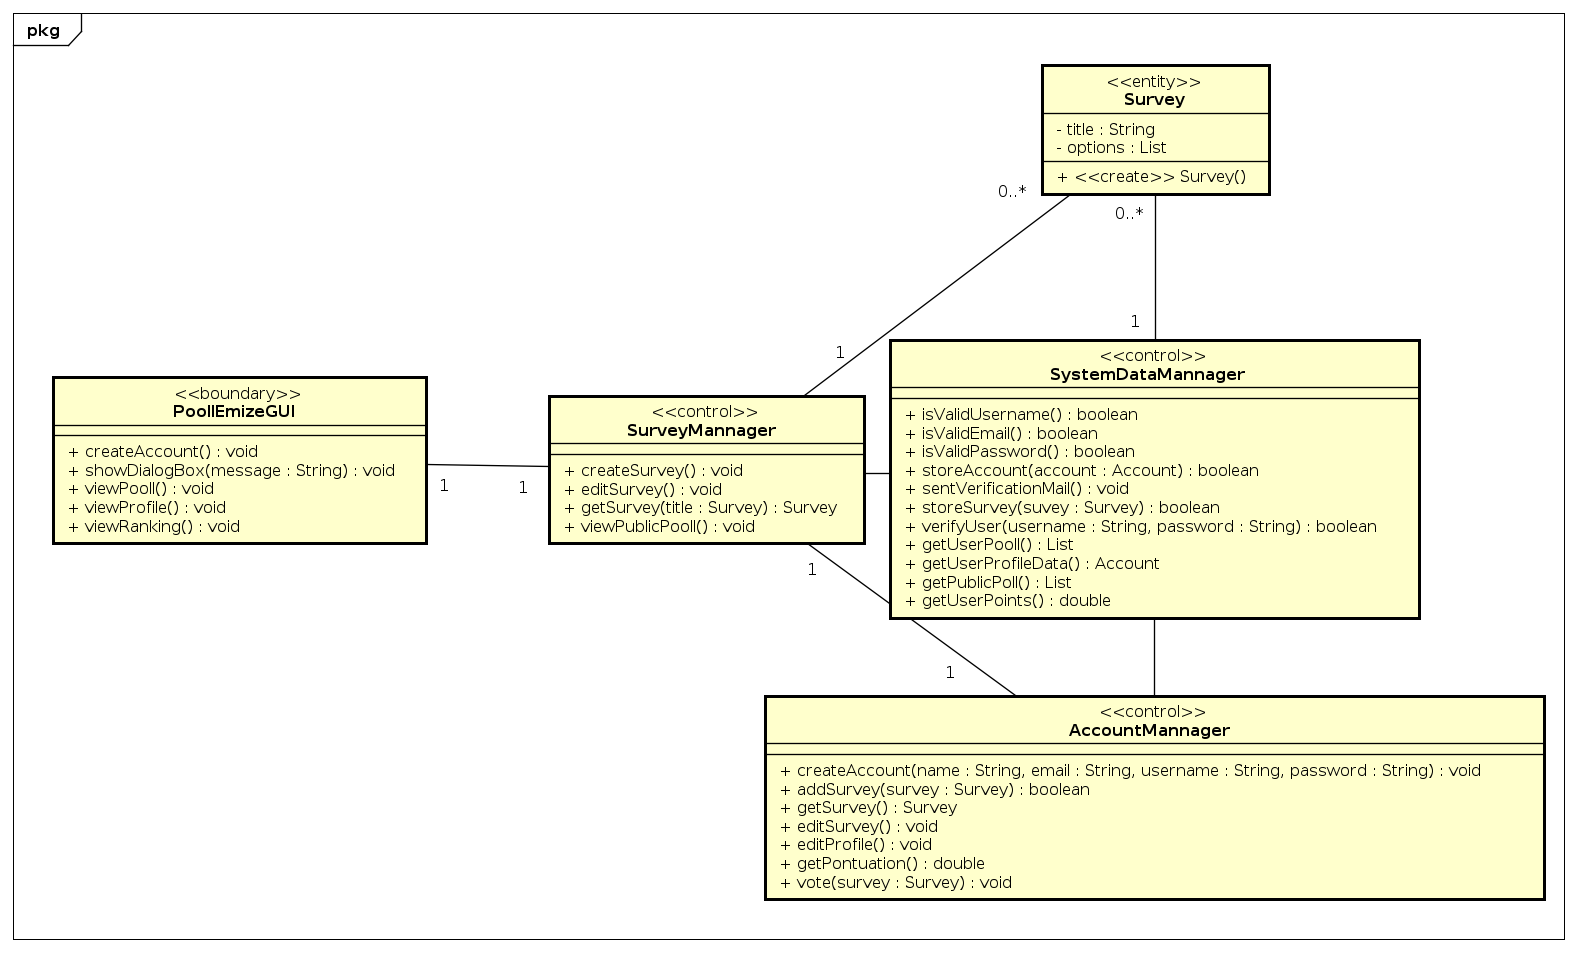 pkg
<<entity>>
Survey
- title : String
- options : List
+ <<create>> Survey()
0..*
0..*
1
1
<<boundary>>
PoollEmizeGUI
+ createAccount() : void
+ showDialogBox(message : String) : void
+ viewPooll() : void
+ viewProfile() : void
+ viewRanking() : void
1
1
<<control>>
SurveyMannager
+ createSurvey() : void
+ editSurvey() : void
+ getSurvey(title : Survey) : Survey
+ viewPublicPooll() : void
<<control>>
SystemDataMannager
+ isValidUsername() : boolean
+ isValidEmail() : boolean
+ isValidPassword() : boolean
+ storeAccount(account : Account) : boolean
+ sentVerificationMail() : void
+ storeSurvey(suvey : Survey) : boolean
+ verifyUser(username : String, password : String) : boolean
+ getUserPooll() : List
+ getUserProfileData() : Account
+ getPublicPoll() : List
+ getUserPoints() : double
1
1
<<control>>
AccountMannager
+ createAccount(name : String, email : String, username : String, password : String) : void
+ addSurvey(survey : Survey) : boolean
+ getSurvey() : Survey
+ editSurvey() : void
+ editProfile() : void
+ getPontuation() : double
+ vote(survey : Survey) : void